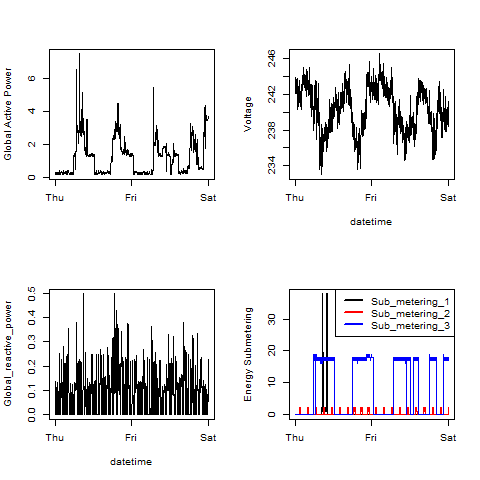 Global Active Power
0 2 4 6
Thu Fri Sat
Voltage
234 238 242 246
Thu Fri Sat
datetime
Global_reactive_power
0.0 0.1 0.2 0.3 0.4 0.5
Thu Fri Sat
datetime
Energy Submetering
0 10 20 30
Sub_metering_1
Sub_metering_2
Sub_metering_3
Thu Fri Sat